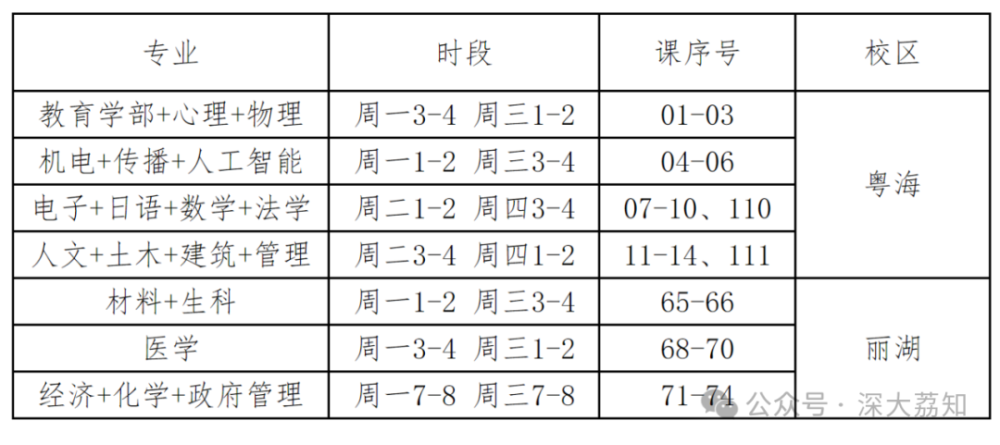 专业 时段 课序号 校区
教育学部+心理+物理 周一3-4 周三1-2 01-03
机电+传播+人工智能 周一1-2 周三3-4 04-06
粤海
电子+日语+数学+法学 周二1-2 周四3-4 07-10、110
人文+土木+建筑+管理 周二3-4 周四1-2 11-14、111
材料+生科 周一1-2 周三3-4 65-66
医学 周一3-4 周三1-2 68-70 丽湖
经济+化学+政府管理 周一7-8 周三7-8 71-74
公众号·深大荔知